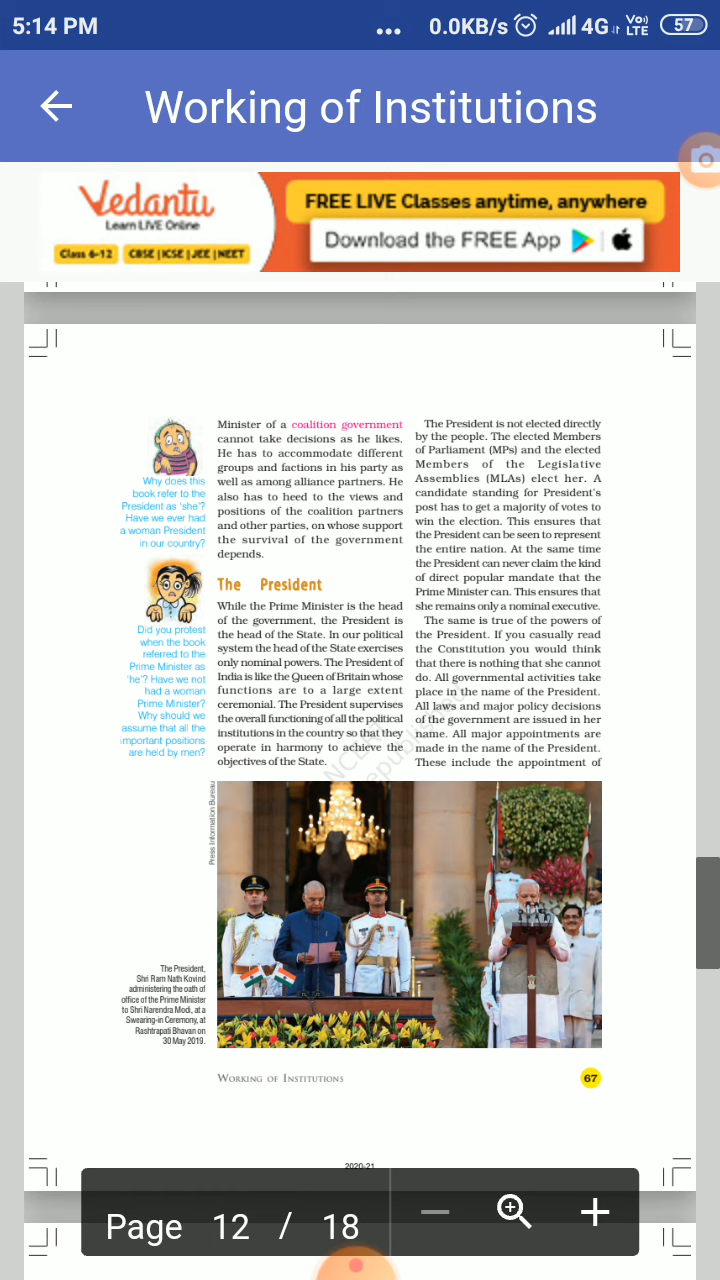 5:14 PM
... 0.0KB/s 4G VoLTE 57
Working of Institutions
Vedantu
Learn LIVE Online
Class 6-12 CBSE | ICSE | JEE | NEET
FREE LIVE Classes anytime, anywhere
Download the FREE App
Why does this
book refer to the
President as 'she'?
Have we ever had
a woman President
in our country?
Did you protest
when the book
referred to the
Prime Minister as
'he'? Have we not
had a woman
Prime Minister?
Why should we
assume that all the
important positions
are held by men?
Minister of a coalition government
cannot take decisions as he likes.
He has to accommodate different
groups and factions in his party as
well as among alliance partners. He
also has to heed to the views and
positions of the coalition partners
and other parties, on whose support
the survival of the government
depends.
The President
While the Prime Minister is the head
of the government, the President is
the head of the State. In our political
system the head of the State exercises
only nominal powers. The President of
India is like the Queen of Britain whose
functions are to a large extent
ceremonial. The President supervises
the overall functioning of all the political
institutions in the country so that they
operate in harmony to achieve the
objectives of the State.
The President is not elected directly
by the people. The elected Members
of Parliament (MPs) and the elected
Members of the Legislative
Assemblies (MLAs) elect her. A
candidate standing for President's
post has to get a majority of votes to
win the election. This ensures that
the President can be seen to represent
the entire nation. At the same time
the President can never claim the kind
of direct popular mandate that the
Prime Minister can. This ensures that
she remains only a nominal executive.
The same is true of the powers of
the President. If you casually read
the Constitution you would think
that there is nothing that she cannot
do. All governmental activities take
place in the name of the President.
All laws and major policy decisions
of the government are issued in her
name. All major appointments are
made in the name of the President.
These include the appointment of
Press Information Bureau
The President,
Shri Ram Nath Kovind
administering the oath of
office of the Prime Minister
to Shri Narendra Modi, at a
Swearing-in Ceremony, at
Rashtrapati Bhavan on
30 May 2019.
WORKING OF INSTITUTIONS
67
2020-21
Page 12 / 18